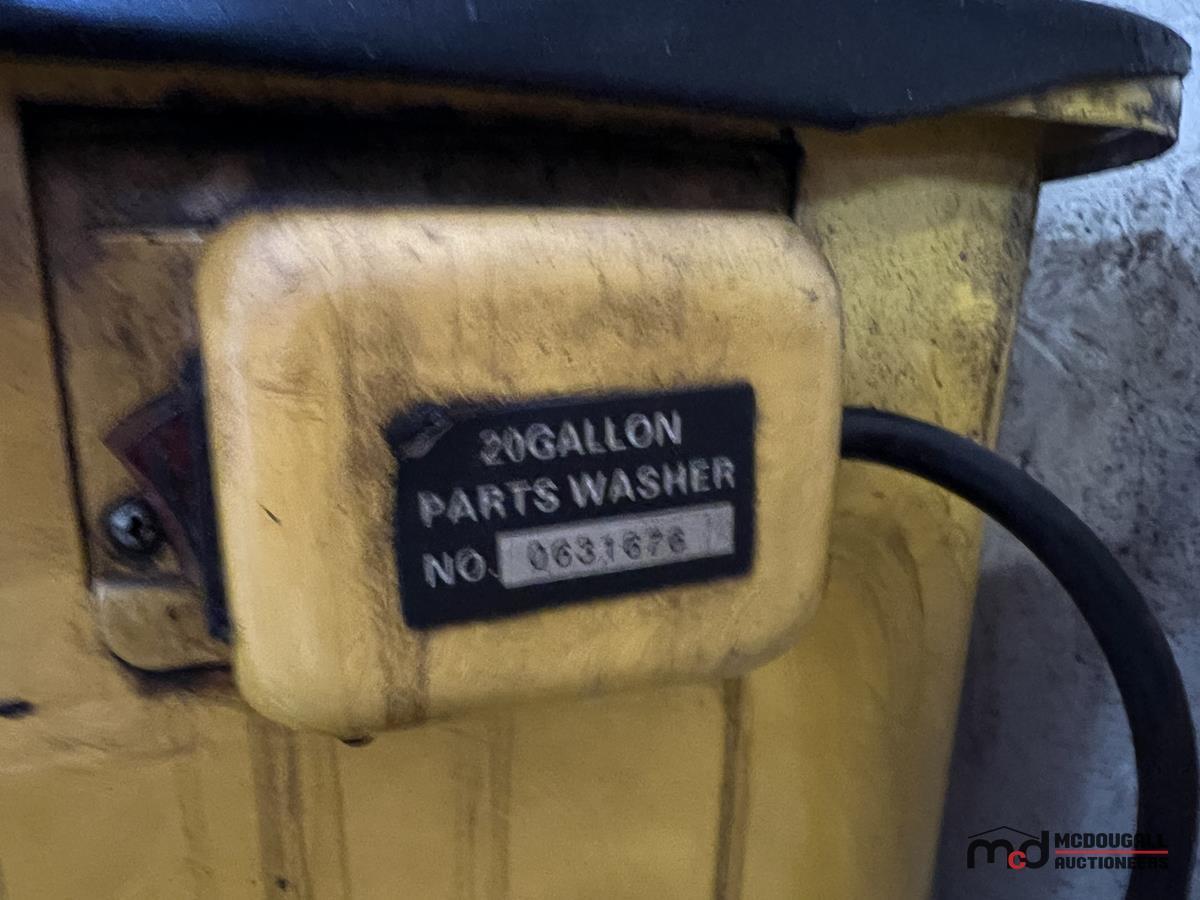 20GALLON
PARTS WASHER
NO. 0631676
mcd MCDOUGALL
AUCTIONEERS